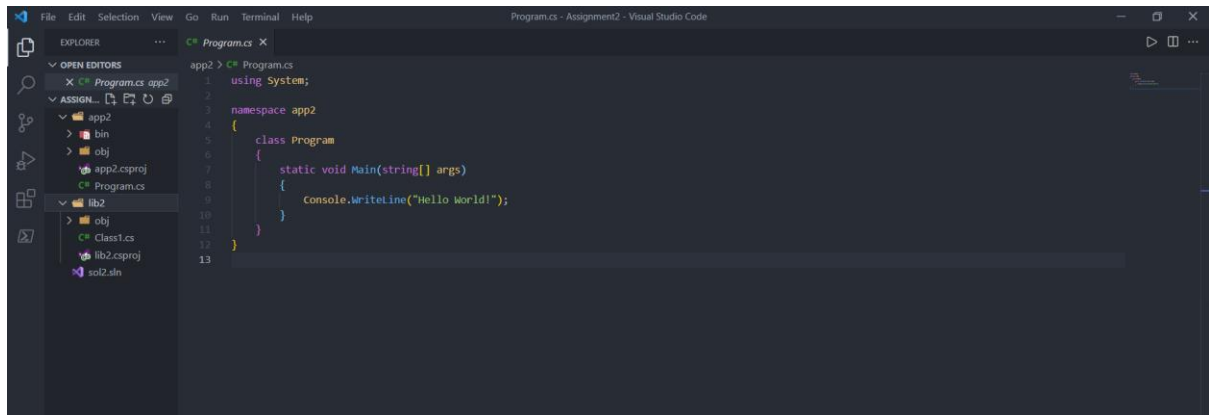 File Edit Selection View Go Run Terminal Help
Program.cs - Assignment2 - Visual Studio Code
EXPLORER
OPEN EDITORS
C# Program.cs app2
ASSIGN...
app2
bin
obj
app2.csproj
C# Program.cs
lib2
obj
C# Class1.cs
lib2.csproj
sol2.sln
C# Program.cs
app2 > C# Program.cs
1 using System;
2
3 namespace app2
4 {
5 class Program
6 {
7 static void Main(string[] args)
8 {
9 Console.WriteLine("Hello World!");
10 }
11 }
12 }
13